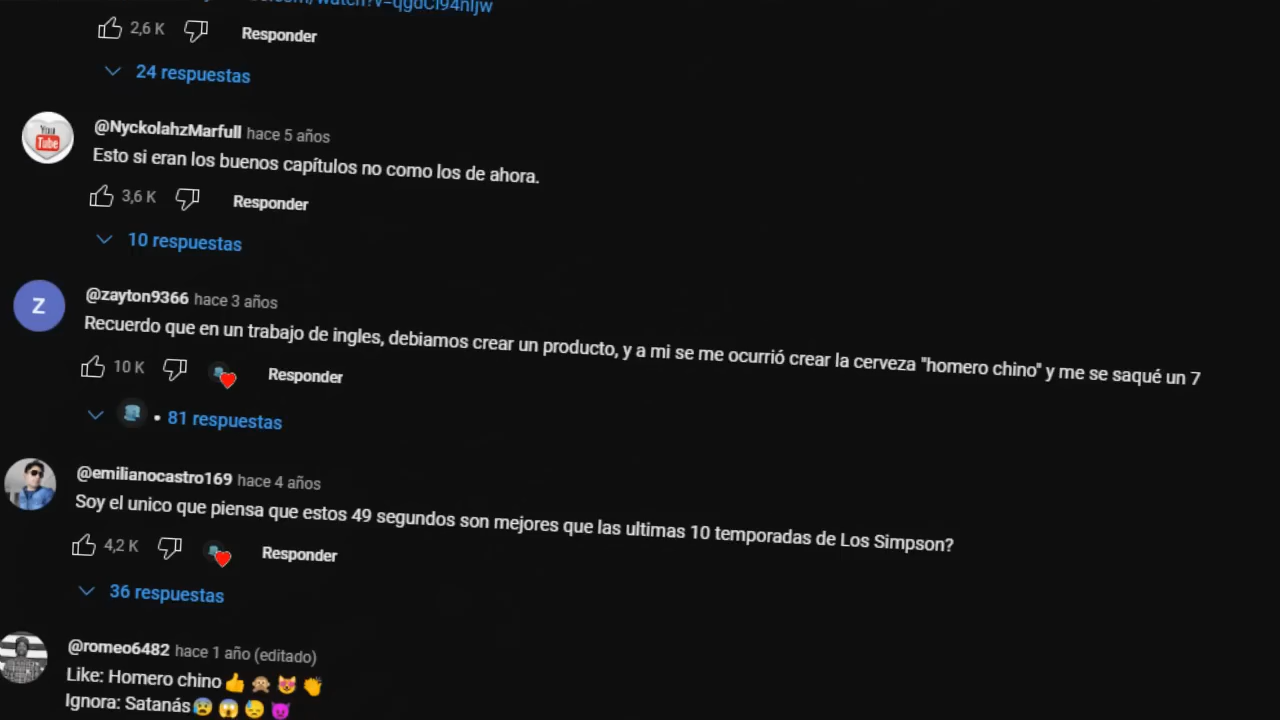 2,6 K Responder
24 respuestas
You
Tube
@NyckolahzMarfull hace 5 años
Esto si eran los buenos capítulos no como los de ahora.
3,6 K Responder
10 respuestas
Z
@zayton9366 hace 3 años
Recuerdo que en un trabajo de ingles, debiamos crear un producto, y a mi se me ocurrió crear la cerveza "homero chino" y me se saqué un 7
10 K Responder
• 81 respuestas
@emilianocastro169 hace 4 años
Soy el unico que piensa que estos 49 segundos son mejores que las ultimas 10 temporadas de Los Simpson?
4,2 K Responder
36 respuestas
@romeo6482 hace 1 año (editado)
Like: Homero chino👍🙊😻👏
Ignora: Satanás😰😱😓😈